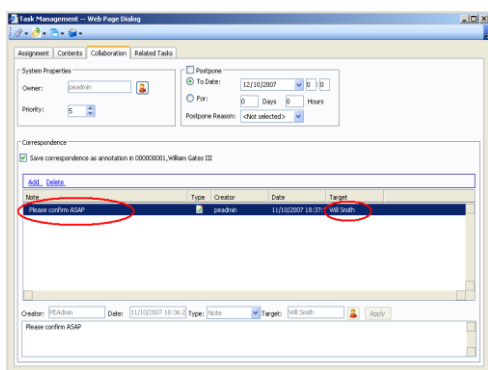 Task Management -- Web Page Dialog
Assignment Contents Collaboration Related Tasks
System Properties
Owner: peadmin
Priority: 5
Postpone
To Date: 12/10/2007 0 : 0
For: 0 Days 0 Hours
Postpone Reason: <Not selected>
Correspondence
Save correspondence as annotation in 000000001, William Gates III
Add Delete
Note Type Creator Date Target
Please confirm ASAP peadmin 11/10/2007 18:37: Will Smith
Creator: PEAdmin Date: 11/10/2007 18:36:2 Type: Note Target: Will Smith Apply
Please confirm ASAP